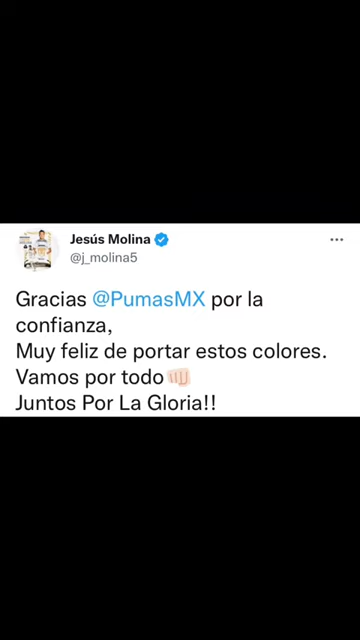 Jesús Molina
@j_molina5
Gracias @PumasMX por la
confianza,
Muy feliz de portar estos colores.
Vamos por todo👊🏻
Juntos Por La Gloria!!